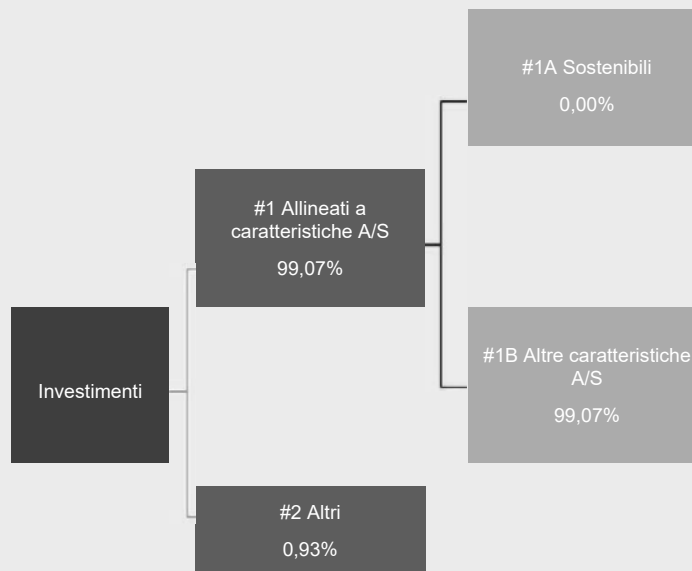 #1A Sostenibili
0,00%
#1 Allineati a
caratteristiche A/S
99,07%
#1B Altre caratteristiche
A/S
99,07%
Investimenti
#2 Altri
0,93%